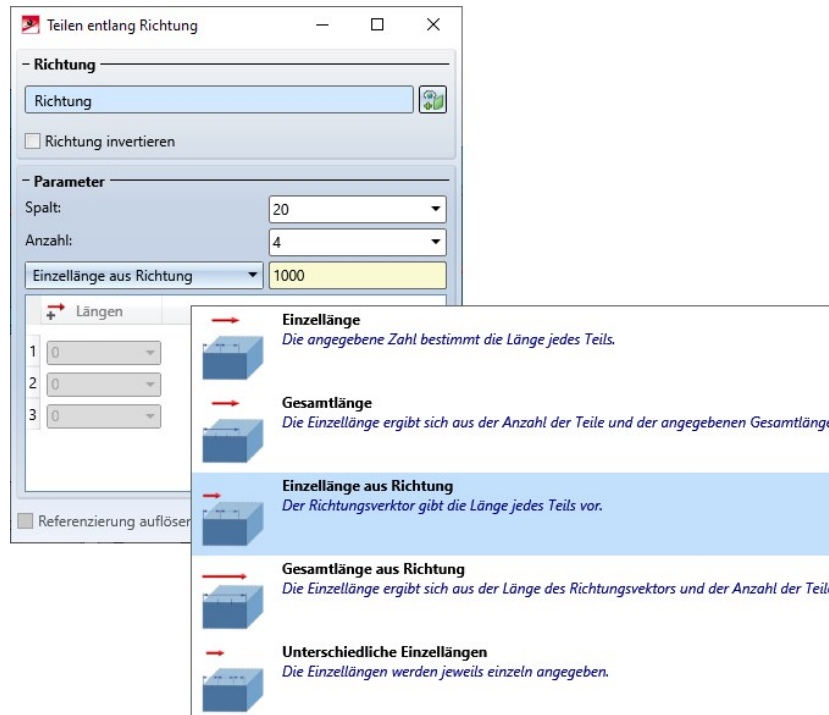 Teilen entlang Richtung
Richtung
Richtung
Richtung invertieren
Parameter
Spalt:
20
Anzahl:
4
Einzellänge aus Richtung
1000
Längen
1 0
2 0
3 0
Referenzierung auflösen
Einzellänge
Die angegebene Zahl bestimmt die Länge jedes Teils.
Gesamtlänge
Die Einzellänge ergibt sich aus der Anzahl der Teile und der angegebenen Gesamtlänge
Einzellänge aus Richtung
Der Richtungsverktor gibt die Länge jedes Teils vor.
Gesamtlänge aus Richtung
Die Einzellänge ergibt sich aus der Länge des Richtungsvektors und der Anzahl der Teile
Unterschiedliche Einzellängen
Die Einzellängen werden jeweils einzeln angegeben.